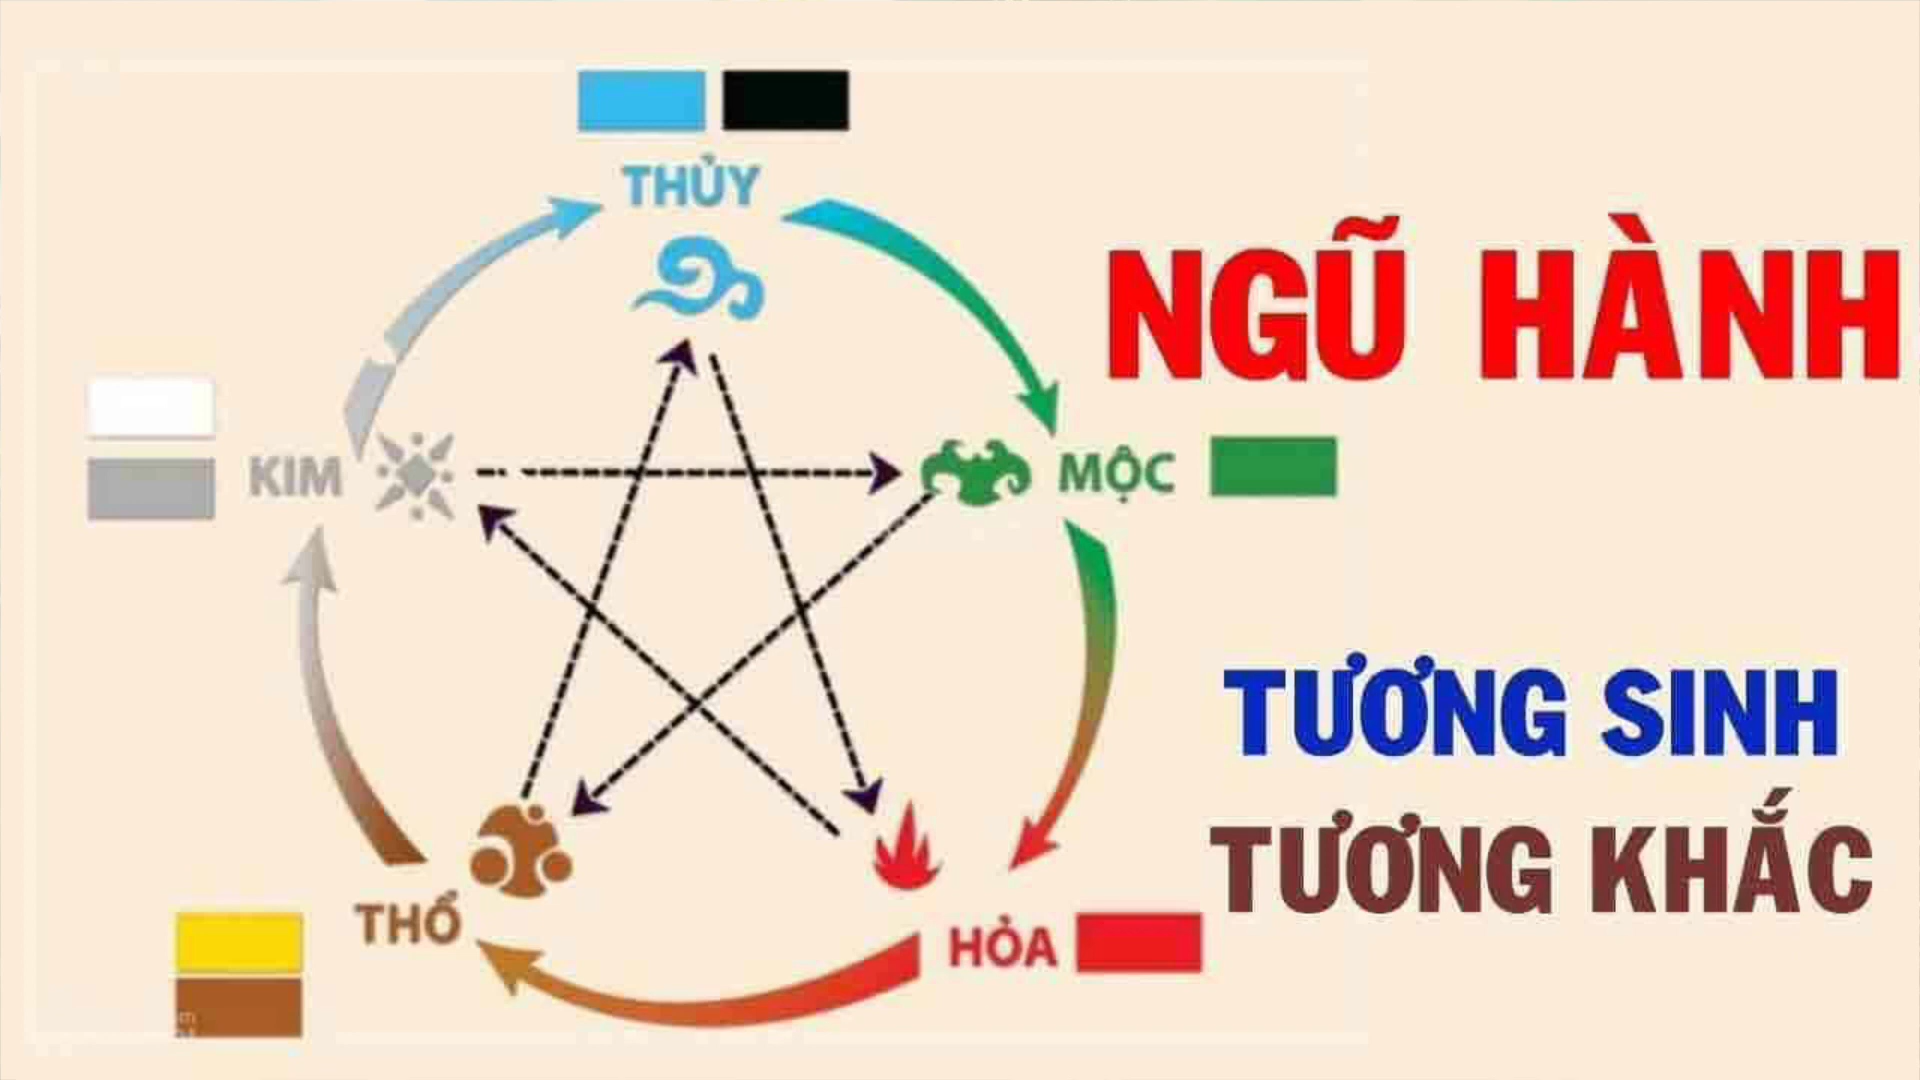 THỦY
NGŨ HÀNH
KIM
MỘC
TƯƠNG SINH
TƯƠNG KHẮC
THỔ
HỎA